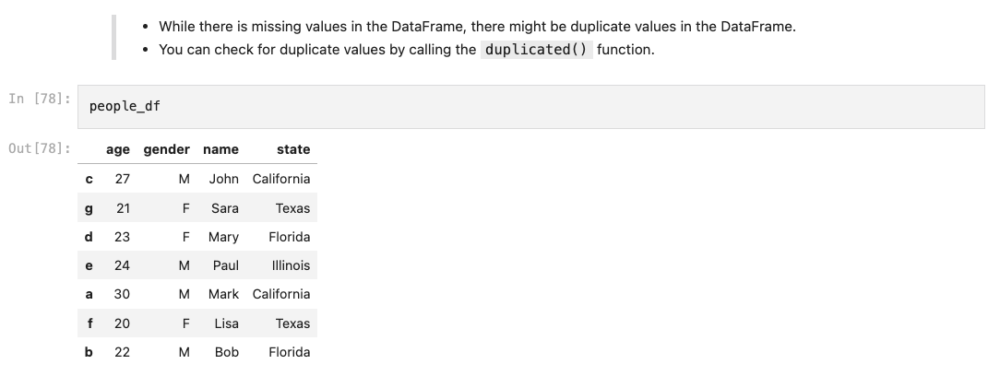 • While there is missing values in the DataFrame, there might be duplicate values in the DataFrame.
• You can check for duplicate values by calling the duplicated() function.
In [78]: people_df
Out[78]:
age gender name state
c 27 M John California
g 21 F Sara Texas
d 23 F Mary Florida
e 24 M Paul Illinois
a 30 M Mark California
f 20 F Lisa Texas
b 22 M Bob Florida